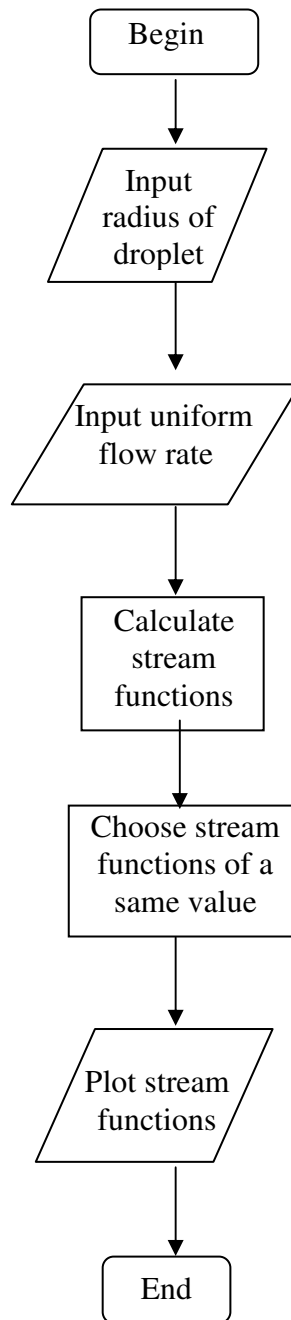 Begin
Input
radius of
droplet
Input uniform
flow rate
Calculate
stream
functions
Choose stream
functions of a
same value
Plot stream
functions
End